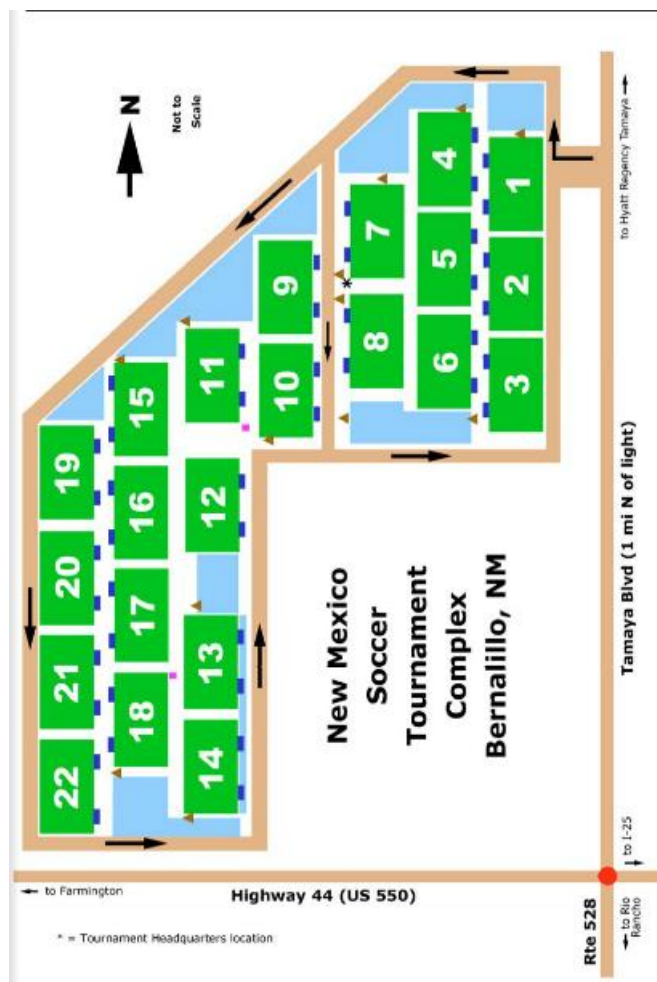 N
Not to
Scale
to Hyatt Regency Tamaya
4
1
7
5
2
9
8
6
3
11
10
15
19
12
16
20
17
13
21
18
14
22
New Mexico
Soccer
Tournament
Complex
Bernalillo, NM
Tamaya Blvd (1 mi N of light)
to I-25
to Farmington
Highway 44 (US 550)
Rte 528
to Rio
Rancho
*
* = Tournament Headquarters location